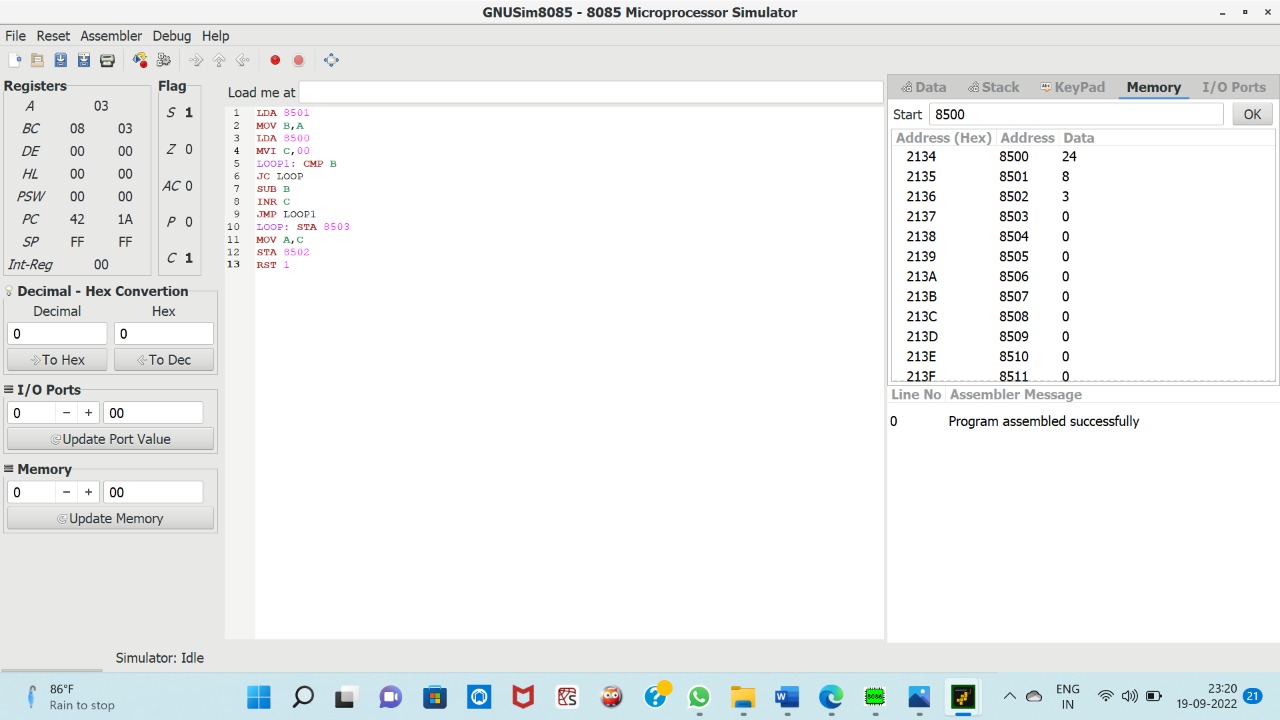 GNUSim8085 - 8085 Microprocessor Simulator
File Reset Assembler Debug Help
Registers
A 03
BC 08 03
DE 00 00
HL 00 00
PSW 00 00
PC 42 1A
SP FF FF
Int-Reg 00
Flag
S 1
Z 0
AC 0
P 0
C 1
Decimal - Hex Convertion
Decimal Hex
0 0
To Hex To Dec
I/O Ports
0 − + 00
Update Port Value
Memory
0 − + 00
Update Memory
Load me at
1 LDA 8501
2 MOV B,A
3 LDA 8500
4 MVI C,00
5 LOOP1: CMP B
6 JC LOOP
7 SUB B
8 INR C
9 JMP LOOP1
10 LOOP: STA 8503
11 MOV A,C
12 STA 8502
13 RST 1
Data Stack KeyPad Memory I/O Ports
Start 8500 OK
Address (Hex) Address Data
2134 8500 24
2135 8501 8
2136 8502 3
2137 8503 0
2138 8504 0
2139 8505 0
213A 8506 0
213B 8507 0
213C 8508 0
213D 8509 0
213E 8510 0
213F 8511 0
Line No Assembler Message
0 Program assembled successfully
Simulator: Idle
86°F
Rain to stop
8086
ENG
IN
23:20
19-09-2022
21